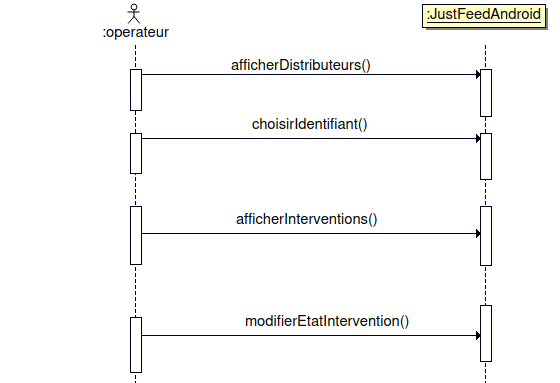 :operateur
:JustFeedAndroid
afficherDistributeurs()
choisirIdentifiant()
afficherInterventions()
modifierEtatIntervention()